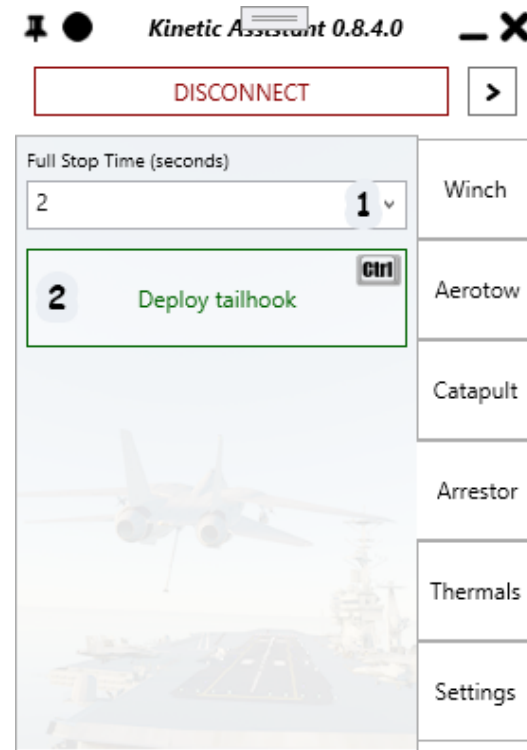 Kinetic Assistant 0.8.4.0
DISCONNECT
>
Full Stop Time (seconds)
2
1
Ctrl
2
Deploy tailhook
Winch
Aerotow
Catapult
Arrestor
Thermals
Settings